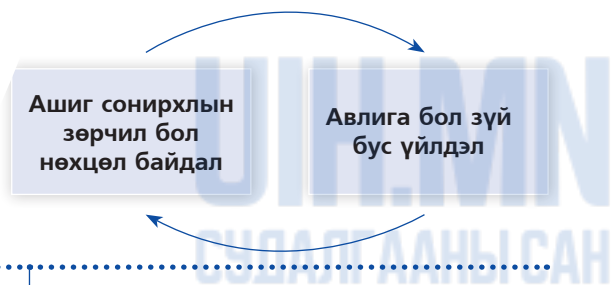 Ашиг сонирхлын
зөрчил бол
нөхцөл байдал
Авлига бол зүй
бус үйлдэл
UIH.MN
СУДАЛГААНЫ САН